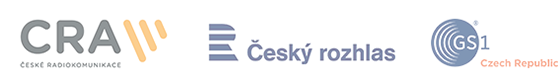 CRA
ČESKÉ RADIOKOMUNIKACE
Český rozhlas
GS1
®
Czech Republic